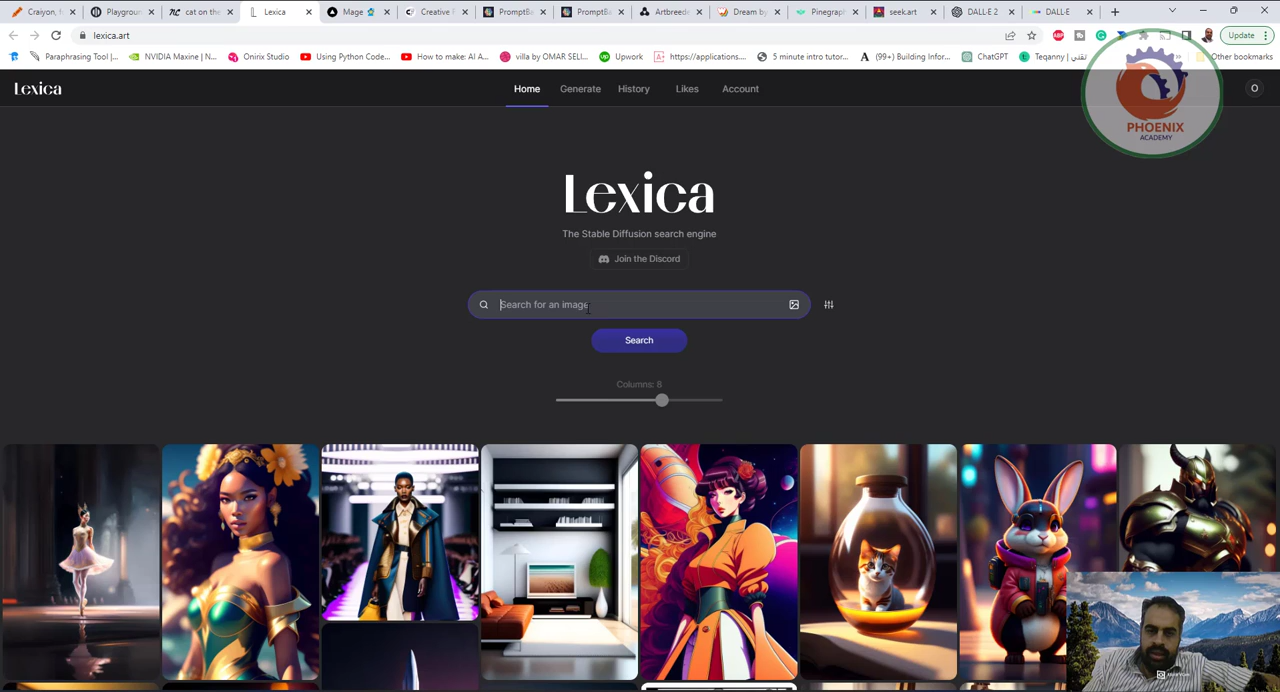 Craiyon, f
Playgroun
cat on the
Lexica
Mage
Creative F
PromptBa
PromptBa
Artbreede
Dream by
Pinegraph
seek.art
DALL·E 2
DALL·E
lexica.art
Update
Paraphrasing Tool |...
NVIDIA Maxine | N...
Onirix Studio
Using Python Code...
How to make: AI A...
villa by OMAR SELI...
Upwork
https://applications....
5 minute intro tutor...
(99+) Building Infor...
ChatGPT
Teqanny | تقني
Other bookmarks
Lexica
Home
Generate
History
Likes
Account
O
PHOENIX
ACADEMY
Lexica
The Stable Diffusion search engine
Join the Discord
Search for an image
Search
Columns: 8